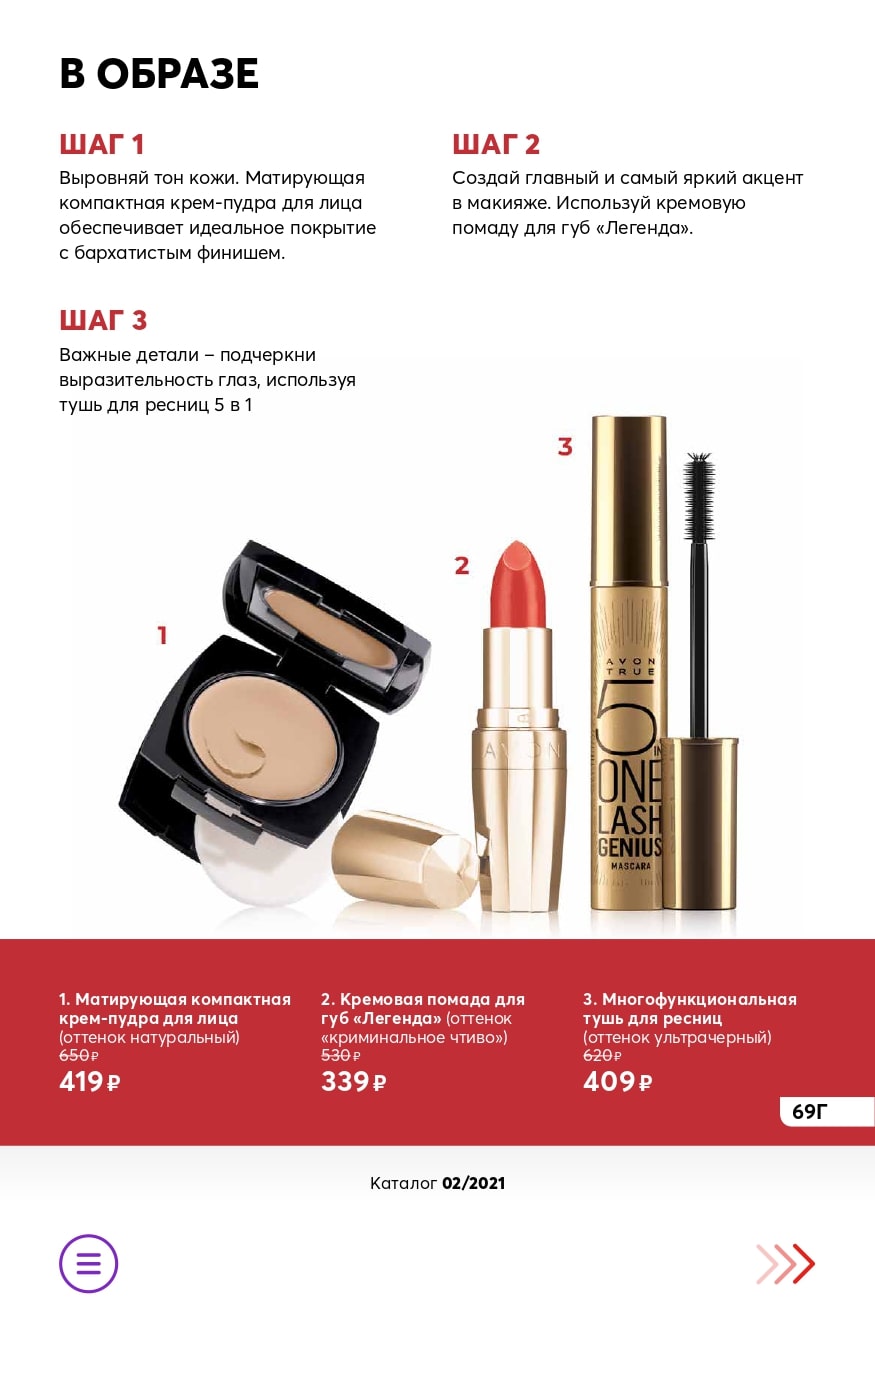 В ОБРАЗЕ
ШАГ 1
Выровняй тон кожи. Матирующая
компактная крем-пудра для лица
обеспечивает идеальное покрытие
с бархатистым финишем.
ШАГ 2
Создай главный и самый яркий акцент
в макияже. Используй кремовую
помаду для губ «Легенда».
ШАГ 3
Важные детали – подчеркни
выразительность глаз, используя
тушь для ресниц 5 в 1
3
2
1
AVON
TRUE
5
IN
ONE
LASH
GENIUS
MASCARA
AVON
1. Матирующая компактная
крем-пудра для лица
(оттенок натуральный)
650 ₽
419 ₽
2. Кремовая помада для
губ «Легенда» (оттенок
«криминальное чтиво»)
530 ₽
339 ₽
3. Многофункциональная
тушь для ресниц
(оттенок ультрачерный)
620 ₽
409 ₽
69Г
Каталог 02/2021